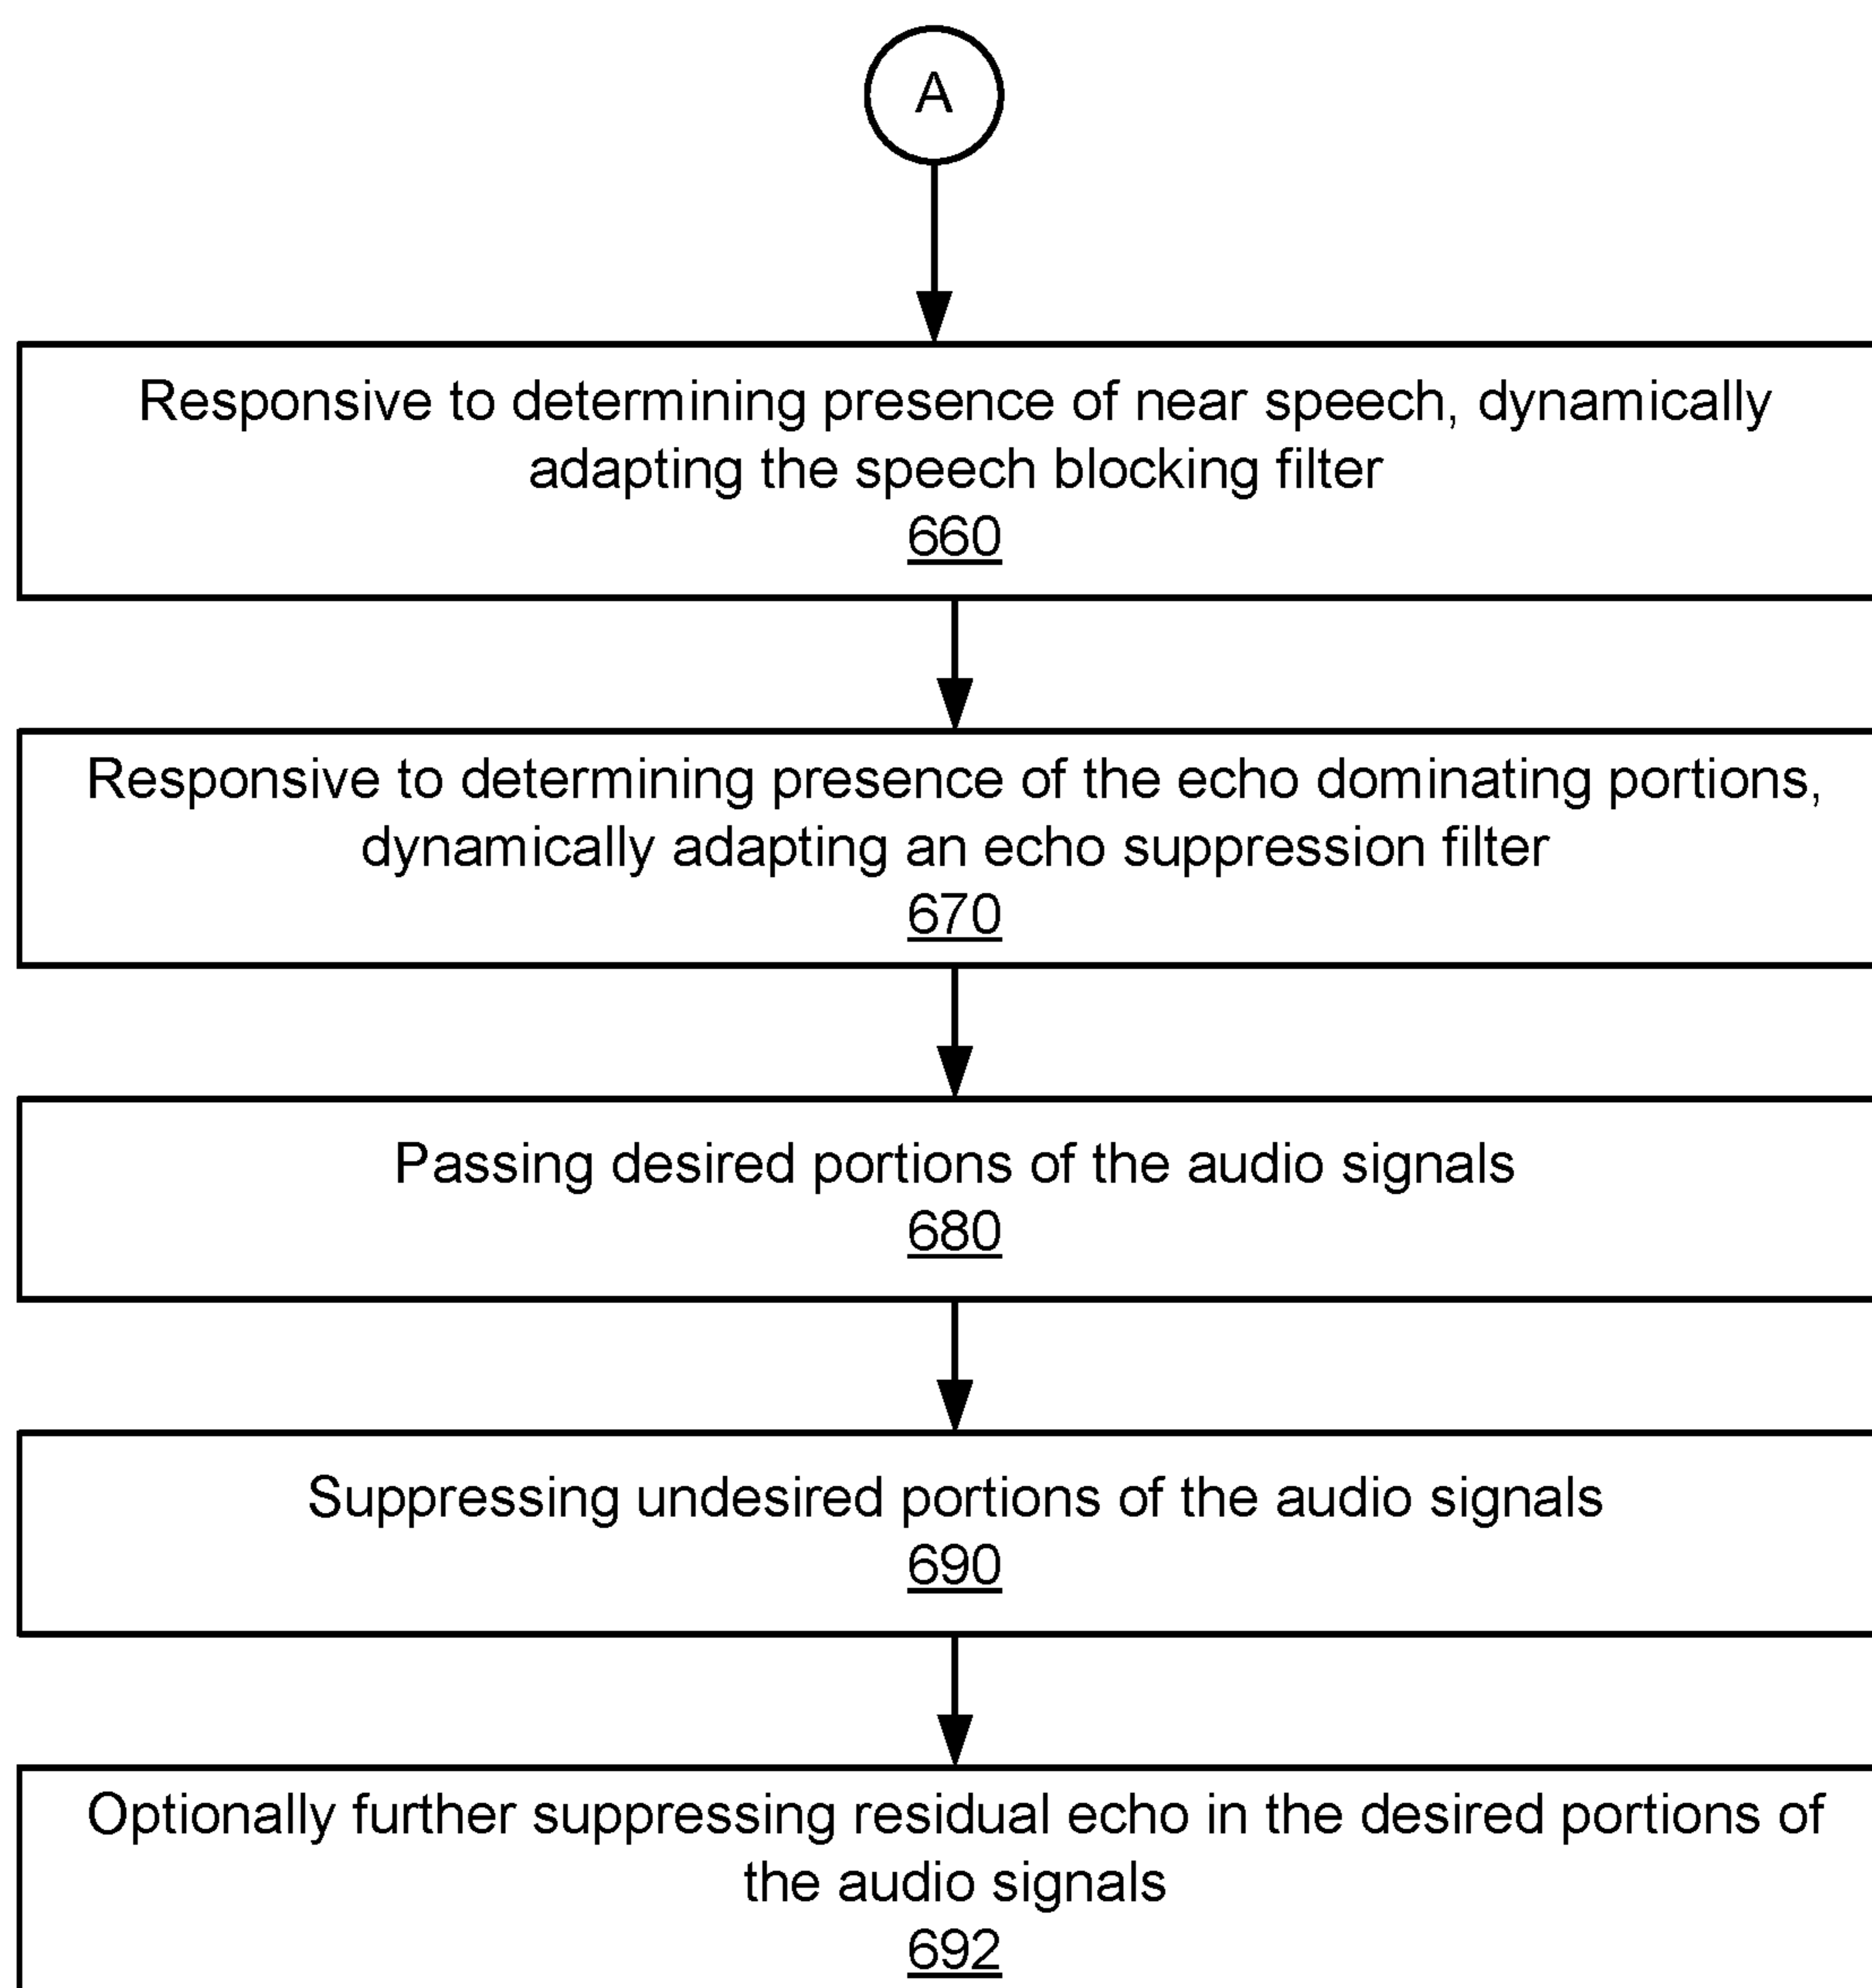 A
Responsive to determining presence of near speech, dynamically
adapting the speech blocking filter
660
Responsive to determining presence of the echo dominating portions,
dynamically adapting an echo suppression filter
670
Passing desired portions of the audio signals
680
Suppressing undesired portions of the audio signals
690
Optionally further suppressing residual echo in the desired portions of
the audio signals
692